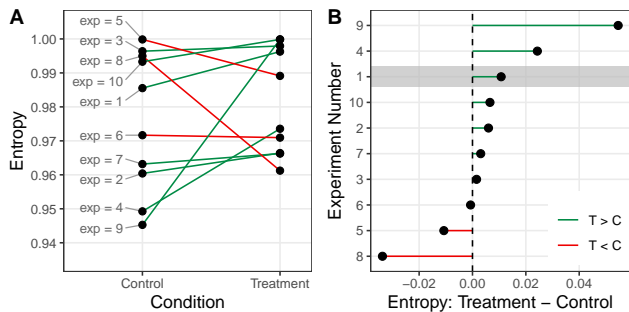 A
Entropy
1.00
0.99
0.98
0.97
0.96
0.95
0.94
exp = 5
exp = 3
exp = 8
exp = 10
exp = 1
exp = 6
exp = 7
exp = 2
exp = 4
exp = 9
Control
Treatment
Condition
B
Experiment Number
9
4
1
10
2
7
3
6
5
8
T > C
T < C
−0.02
0.00
0.02
0.04
Entropy: Treatment − Control